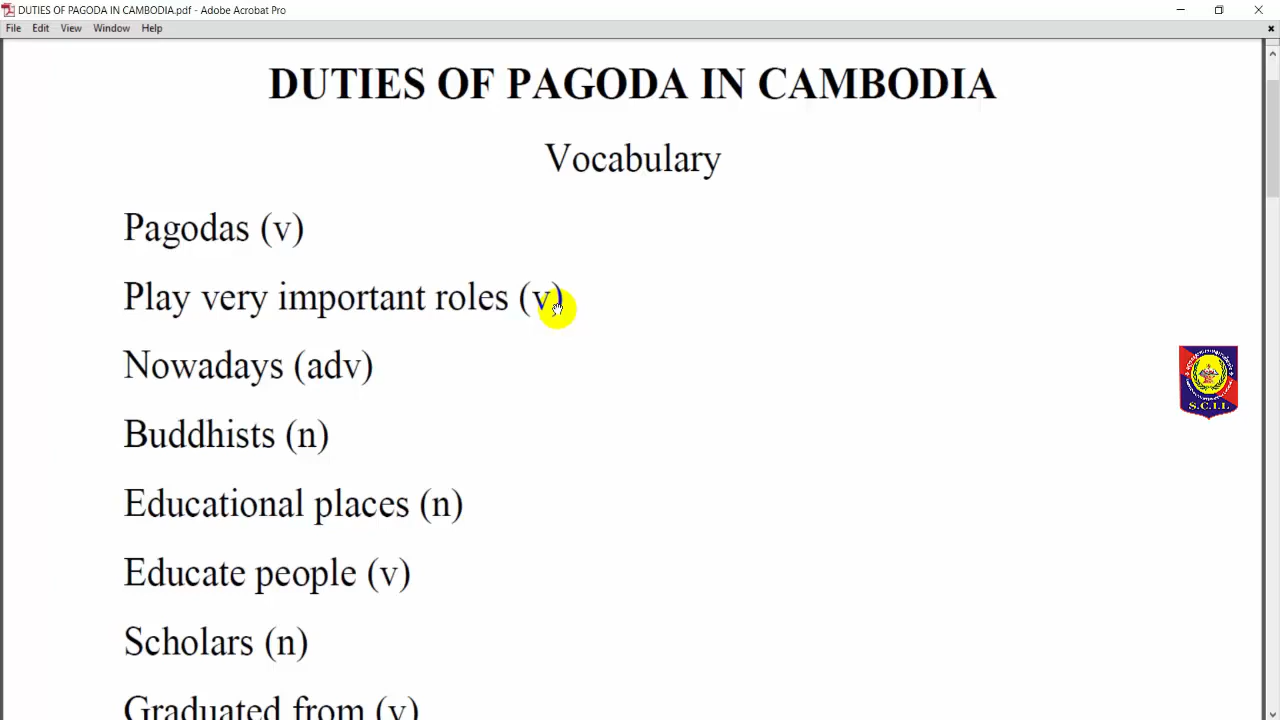 DUTIES OF PAGODA IN CAMBODIA.pdf - Adobe Acrobat Pro
File Edit View Window Help
DUTIES OF PAGODA IN CAMBODIA
Vocabulary
Pagodas (v)
Play very important roles (v)
Nowadays (adv)
Buddhists (n)
Educational places (n)
Educate people (v)
Scholars (n)
Graduated from (v)
S.C.I.L